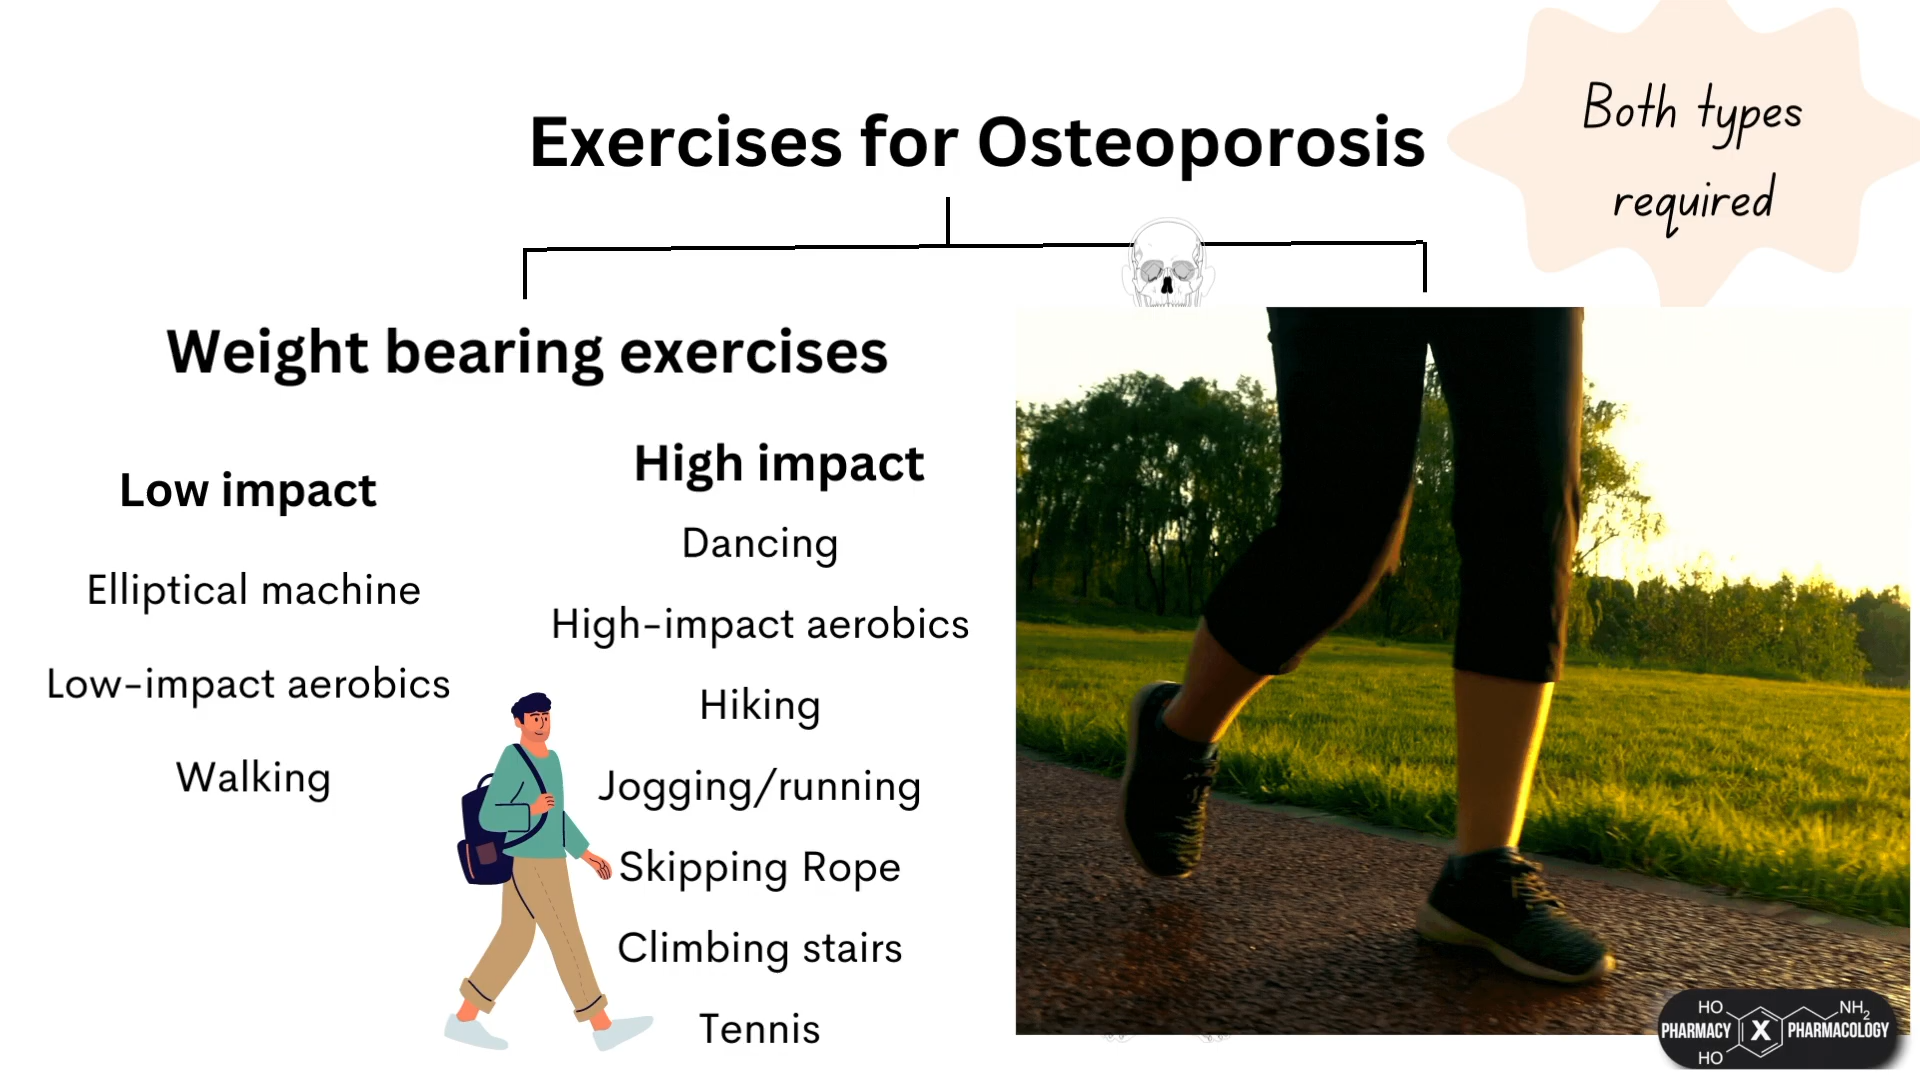 Exercises for Osteoporosis
Both types
required
Weight bearing exercises
Low impact
Elliptical machine
Low-impact aerobics
Walking
High impact
Dancing
High-impact aerobics
Hiking
Jogging/running
Skipping Rope
Climbing stairs
Tennis
HO NH₂
PHARMACY X PHARMACOLOGY
HO